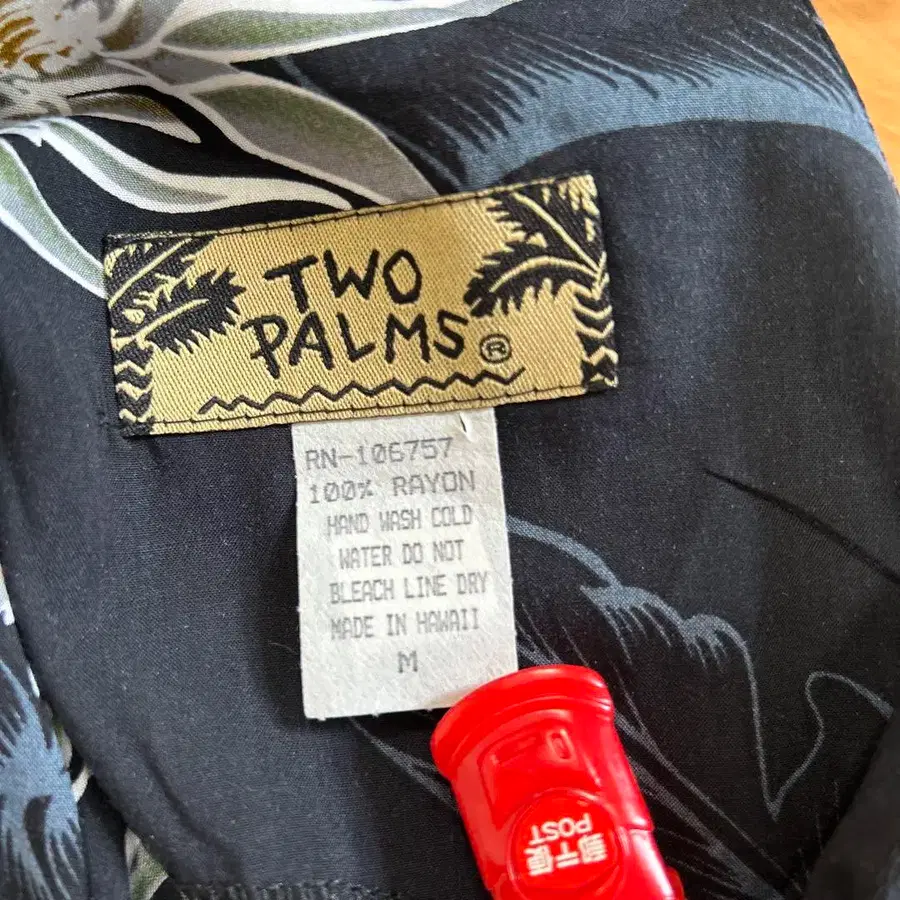 TWO
PALMS®
RN-106757
100% RAYON
HAND WASH COLD
WATER DO NOT
BLEACH LINE DRY
MADE IN HAWAII
M
POST